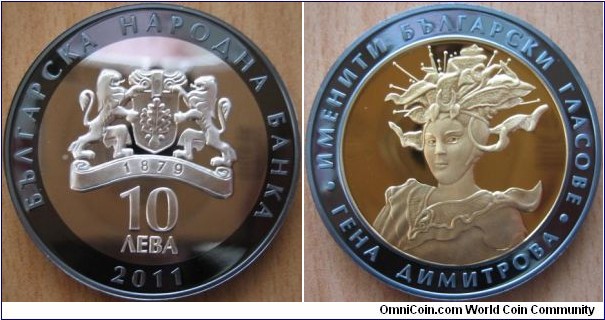 БЪЛГАРСКА НАРОДНА БАНКА
1879
10
ЛЕВА
2011
• ИМЕНИТИ БЪЛГАРСКИ ГЛАСОВЕ •
ГЕНА ДИМИТРОВА
OmniCoin.com World Coin Community